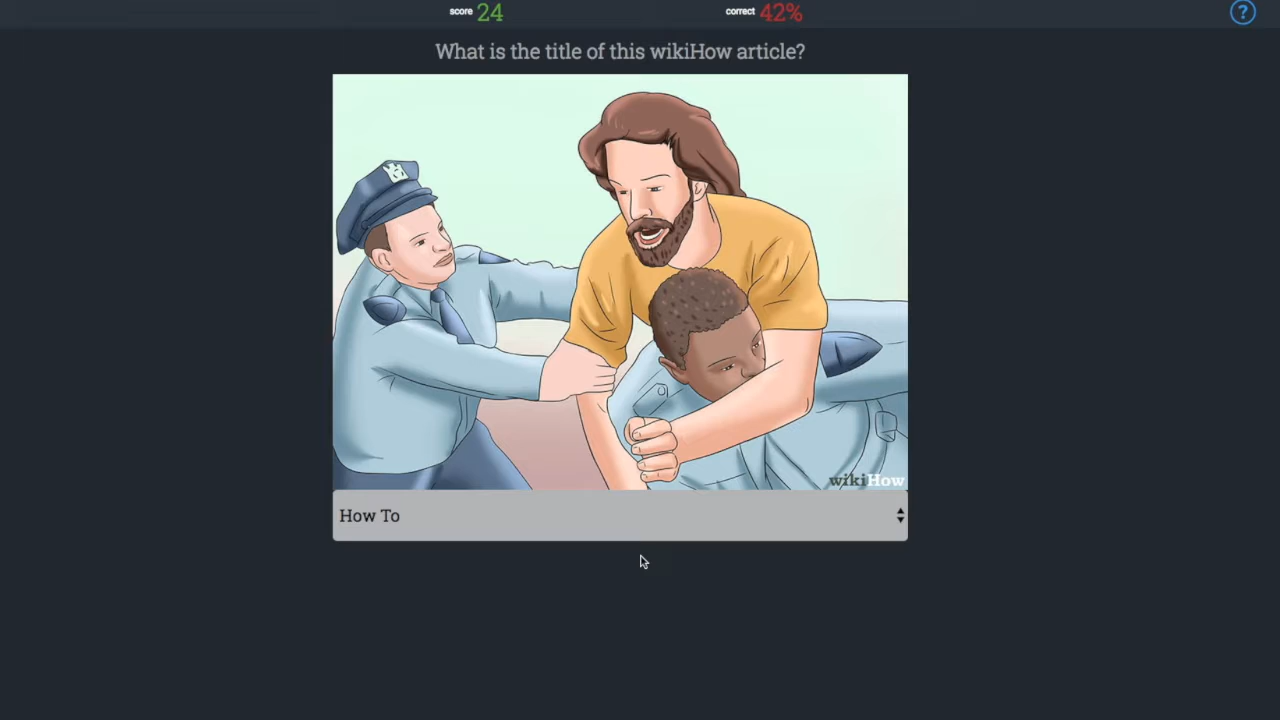 score 24
correct 42%
?
What is the title of this wikiHow article?
wikiHow
How To